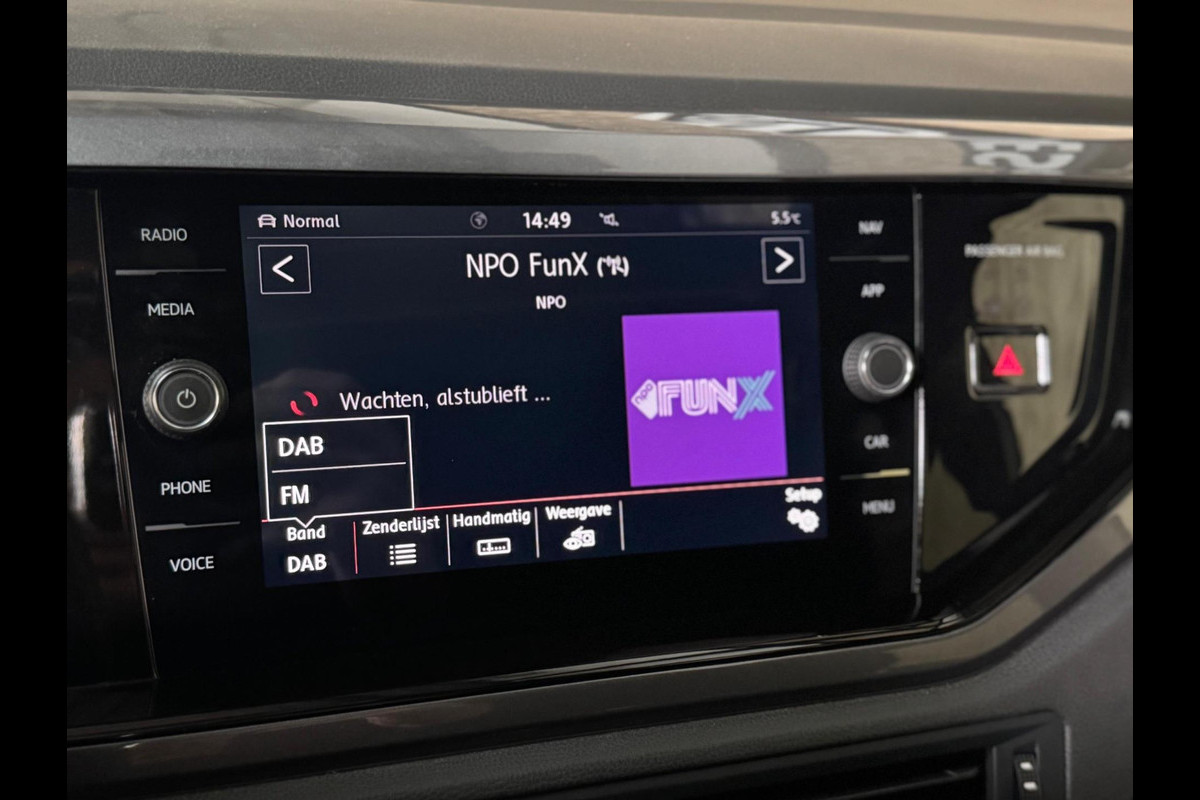 RADIO
MEDIA
PHONE
VOICE
Normal
14:49
5.5°C
NPO FunX
NPO
Wachten, alstublieft ...
NPO FUNX
DAB
FM
Band
DAB
Zenderlijst
Handmatig
Weergave
Setup
NAV
APP
CAR
MENU
PASSENGER AIR BAG